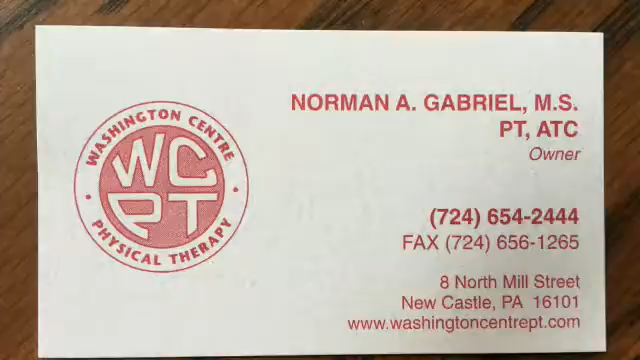 WASHINGTON CENTRE
WC
PT
PHYSICAL THERAPY
NORMAN A. GABRIEL, M.S.
PT, ATC
Owner
(724) 654-2444
FAX (724) 656-1265
8 North Mill Street
New Castle, PA 16101
www.washingtoncentrept.com